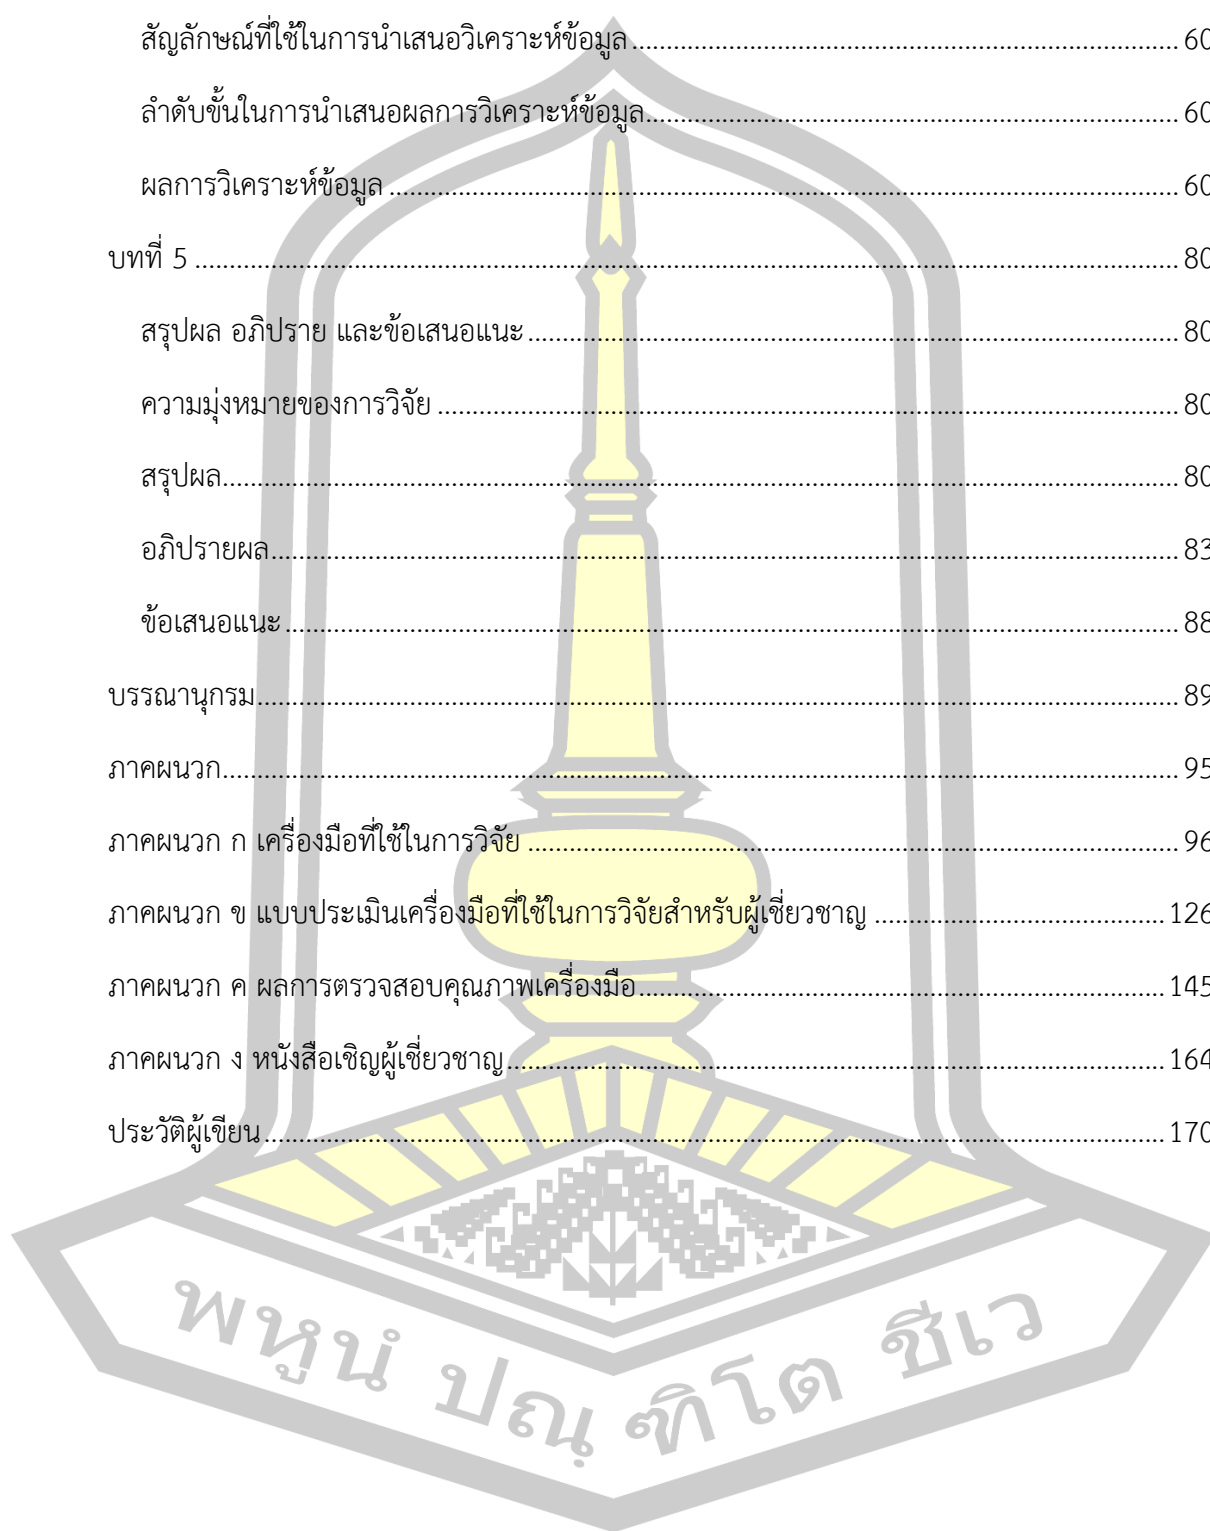 สัญลักษณ์ที่ใช้ในการนำเสนอวิเคราะห์ข้อมูล 60
ลำดับขั้นในการนำเสนอผลการวิเคราะห์ข้อมูล 60
ผลการวิเคราะห์ข้อมูล 60
บทที่ 5 80
สรุปผล อภิปราย และข้อเสนอแนะ 80
ความมุ่งหมายของการวิจัย 80
สรุปผล 80
อภิปรายผล 83
ข้อเสนอแนะ 88
บรรณานุกรม 89
ภาคผนวก 95
ภาคผนวก ก เครื่องมือที่ใช้ในการวิจัย 96
ภาคผนวก ข แบบประเมินเครื่องมือที่ใช้ในการวิจัยสำหรับผู้เชี่ยวชาญ 126
ภาคผนวก ค ผลการตรวจสอบคุณภาพเครื่องมือ 145
ภาคผนวก ง หนังสือเชิญผู้เชี่ยวชาญ 164
ประวัติผู้เขียน 170
พหูนํ ปณฺฑิโต ชีเว